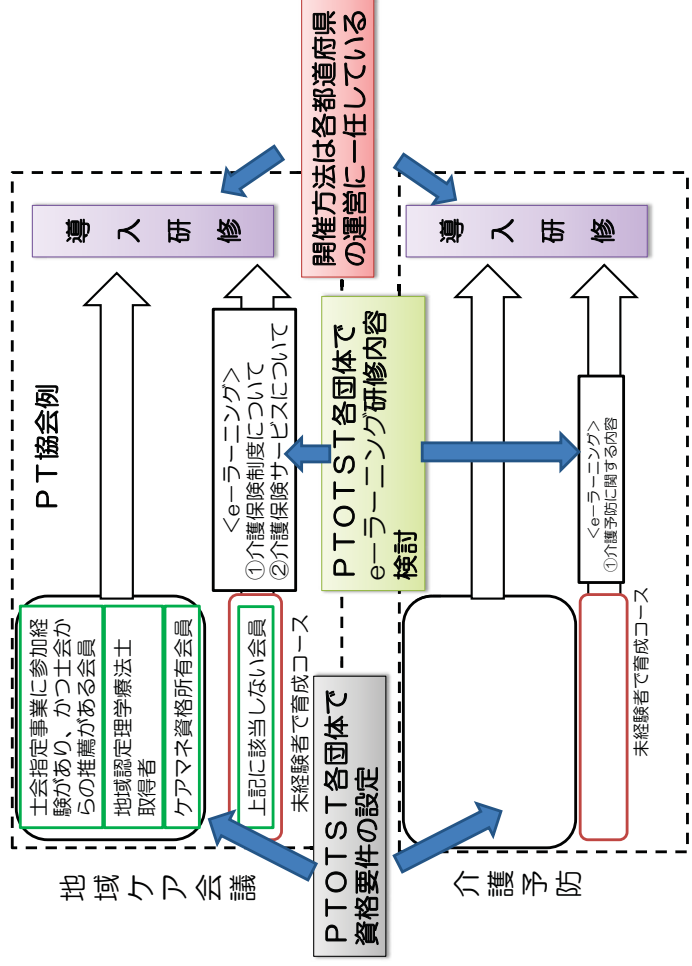 ＰＴ協会例
地域ケア会議
士会指定事業に参加経
験があり、かつ士会か
らの推薦がある会員
地域認定理学療法士
取得者
ケアマネ資格所有会員
上記に該当しない会員
未経験者で育成コース
<eーラーニング>
①介護保険制度について
②介護保険サービスについて
導入研修
ＰＴＯＴＳＴ各団体で
資格要件の設定
ＰＴＯＴＳＴ各団体で
eーラーニング研修内容
検討
開催方法は各都道府県
の運営に一任している
介護予防
未経験者で育成コース
<eーラーニング>
①介護予防に関する内容
導入研修